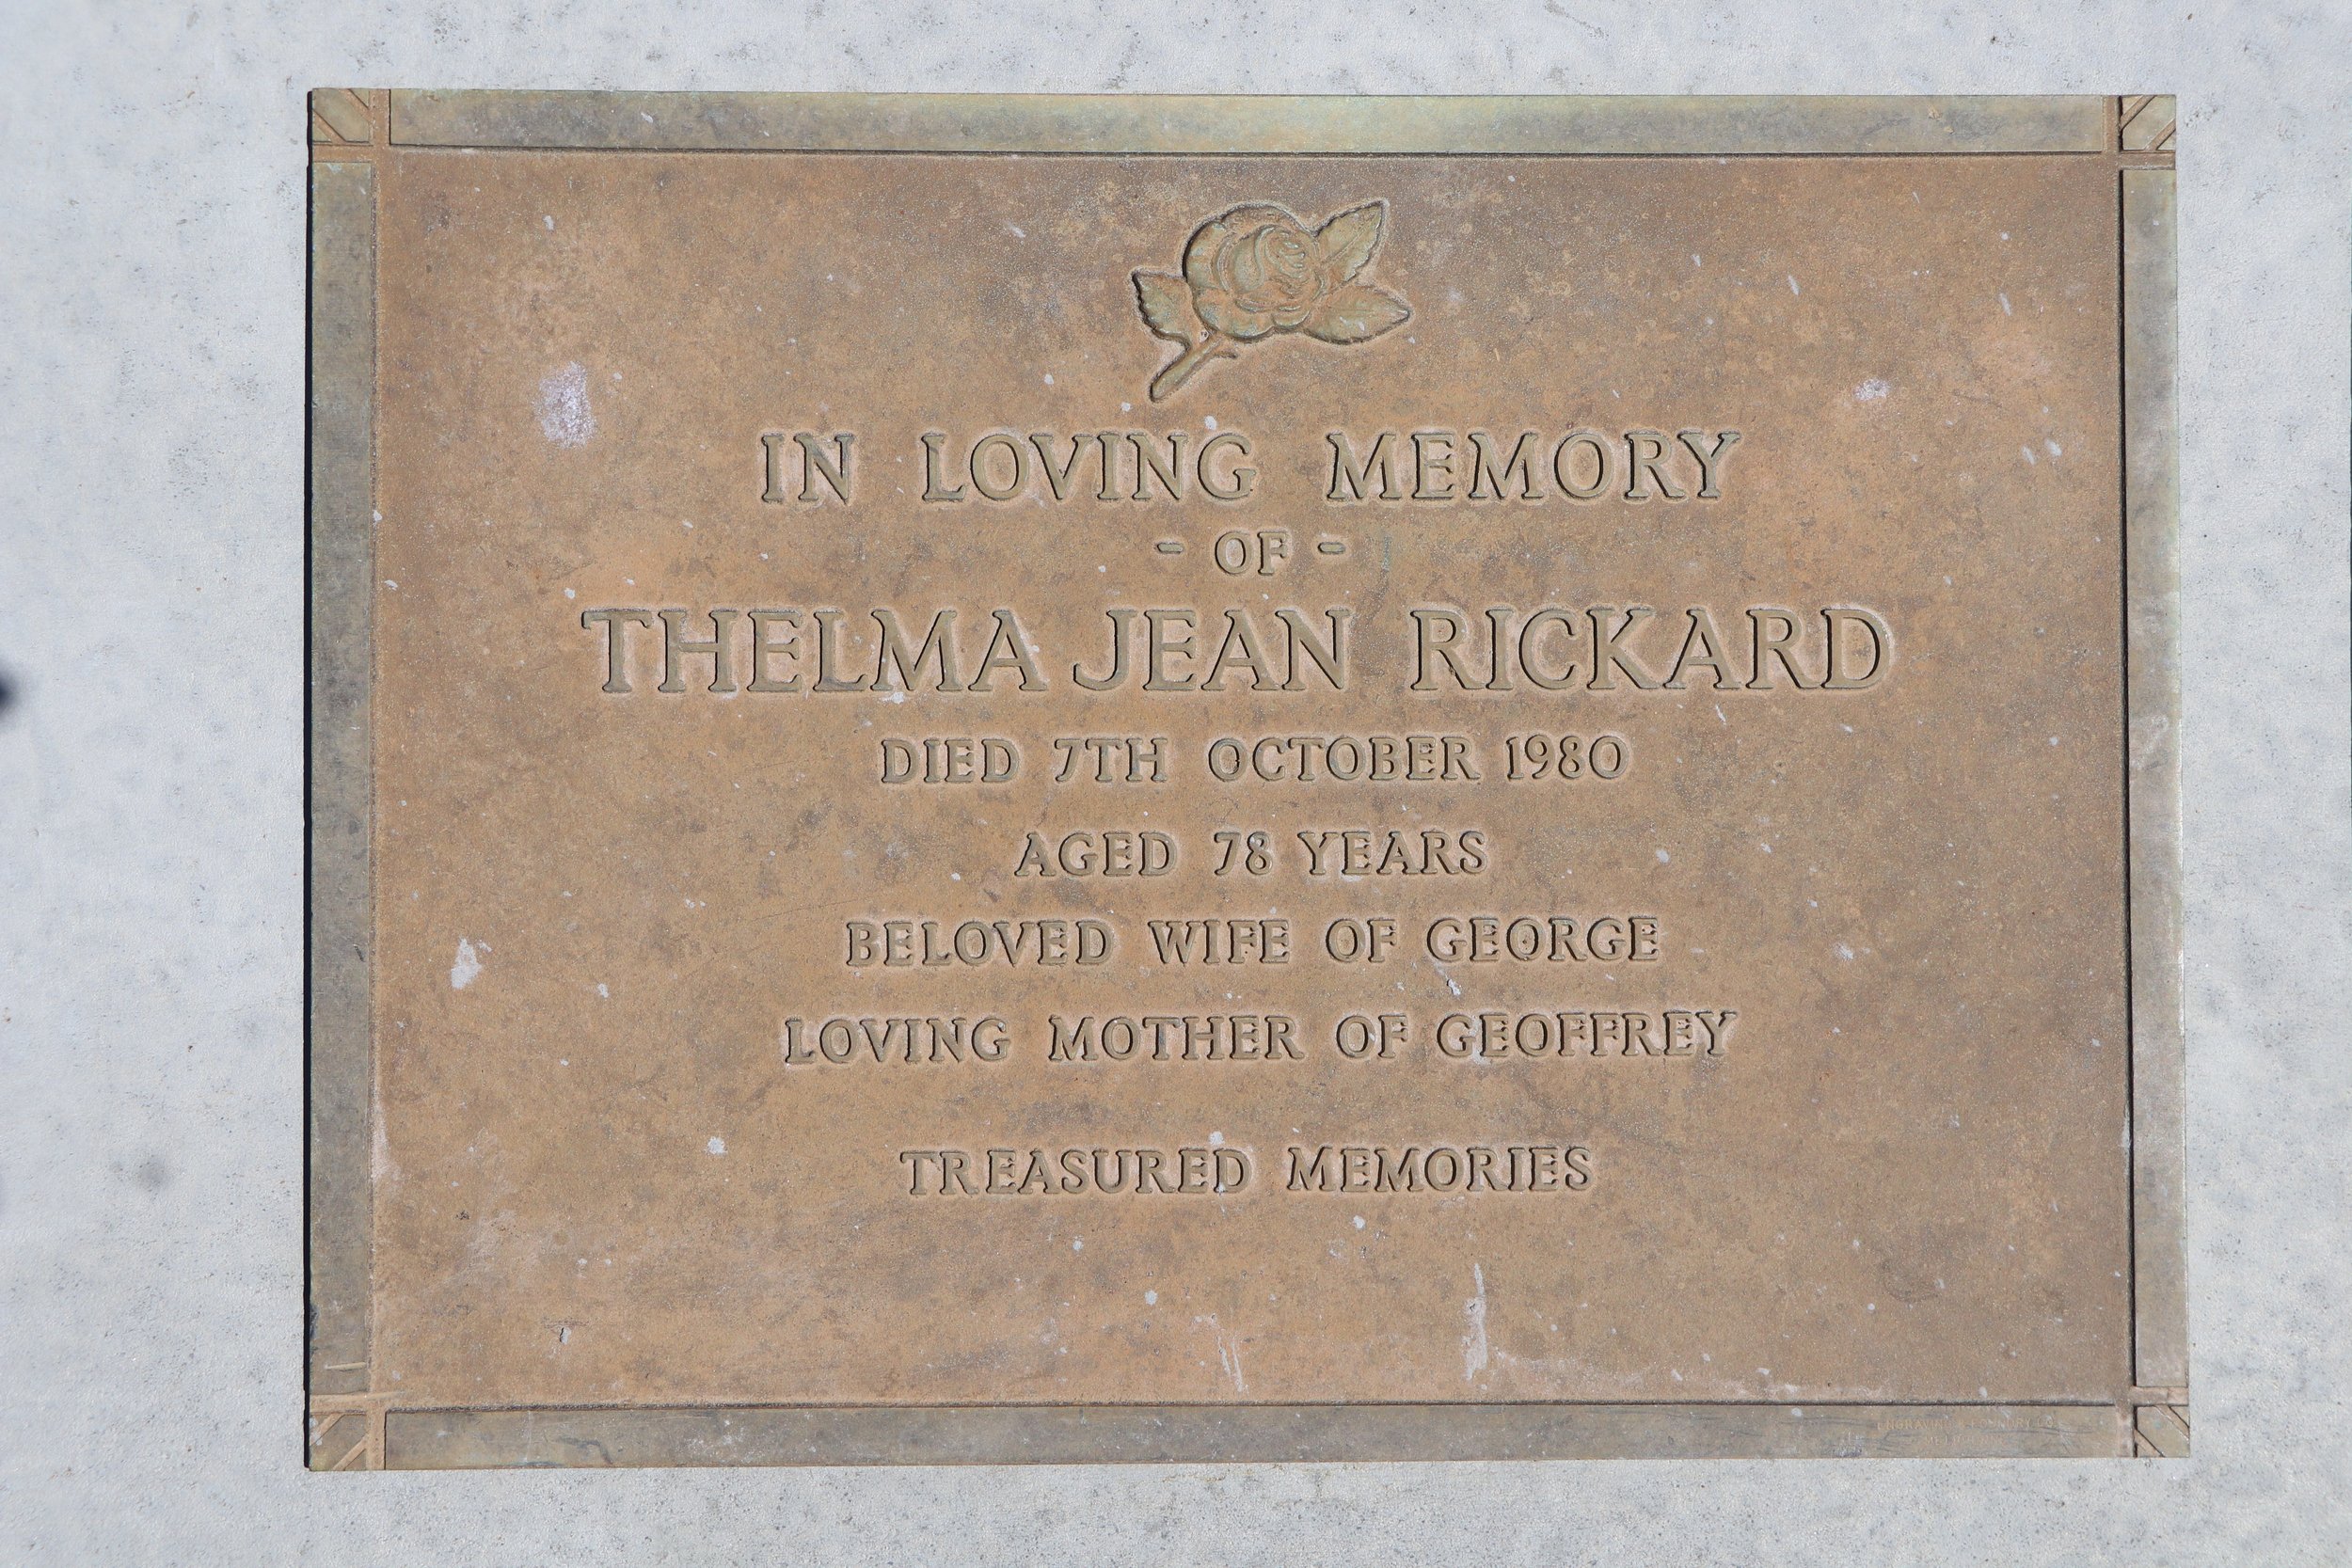 IN LOVING MEMORY
- OF -
THELMA JEAN RICKARD
DIED 7TH OCTOBER 1980
AGED 78 YEARS
BELOVED WIFE OF GEORGE
LOVING MOTHER OF GEOFFREY
TREASURED MEMORIES